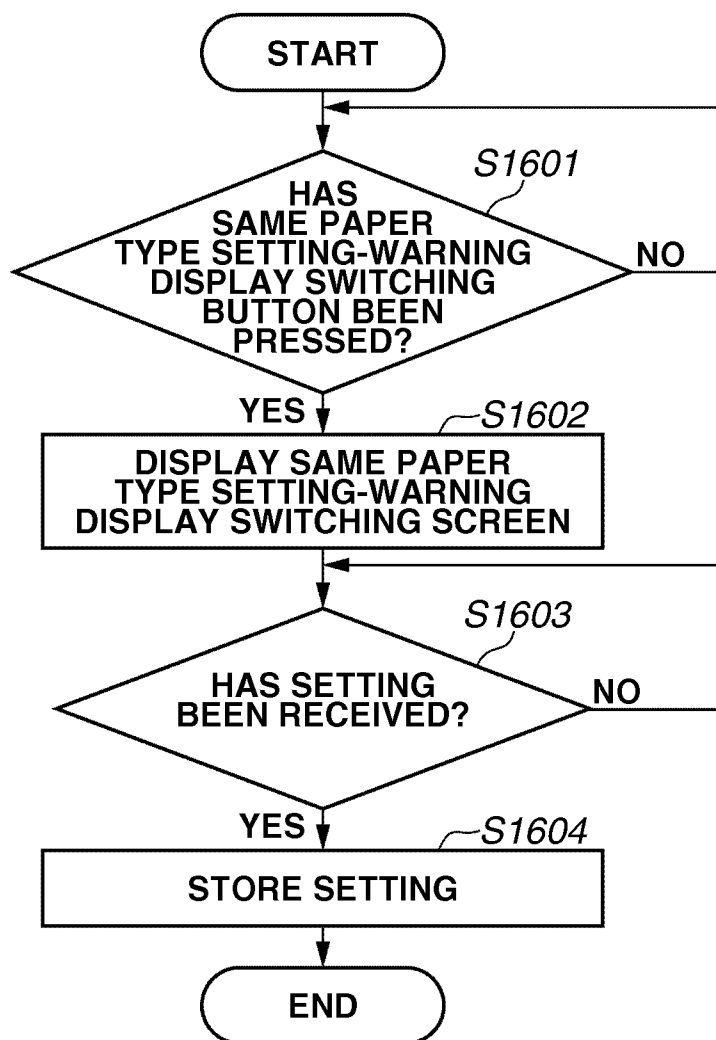 START
S1601
HAS
SAME PAPER
TYPE SETTING-WARNING
DISPLAY SWITCHING
BUTTON BEEN
PRESSED?
NO
YES
S1602
DISPLAY SAME PAPER
TYPE SETTING-WARNING
DISPLAY SWITCHING SCREEN
S1603
HAS SETTING
BEEN RECEIVED?
NO
YES
S1604
STORE SETTING
END